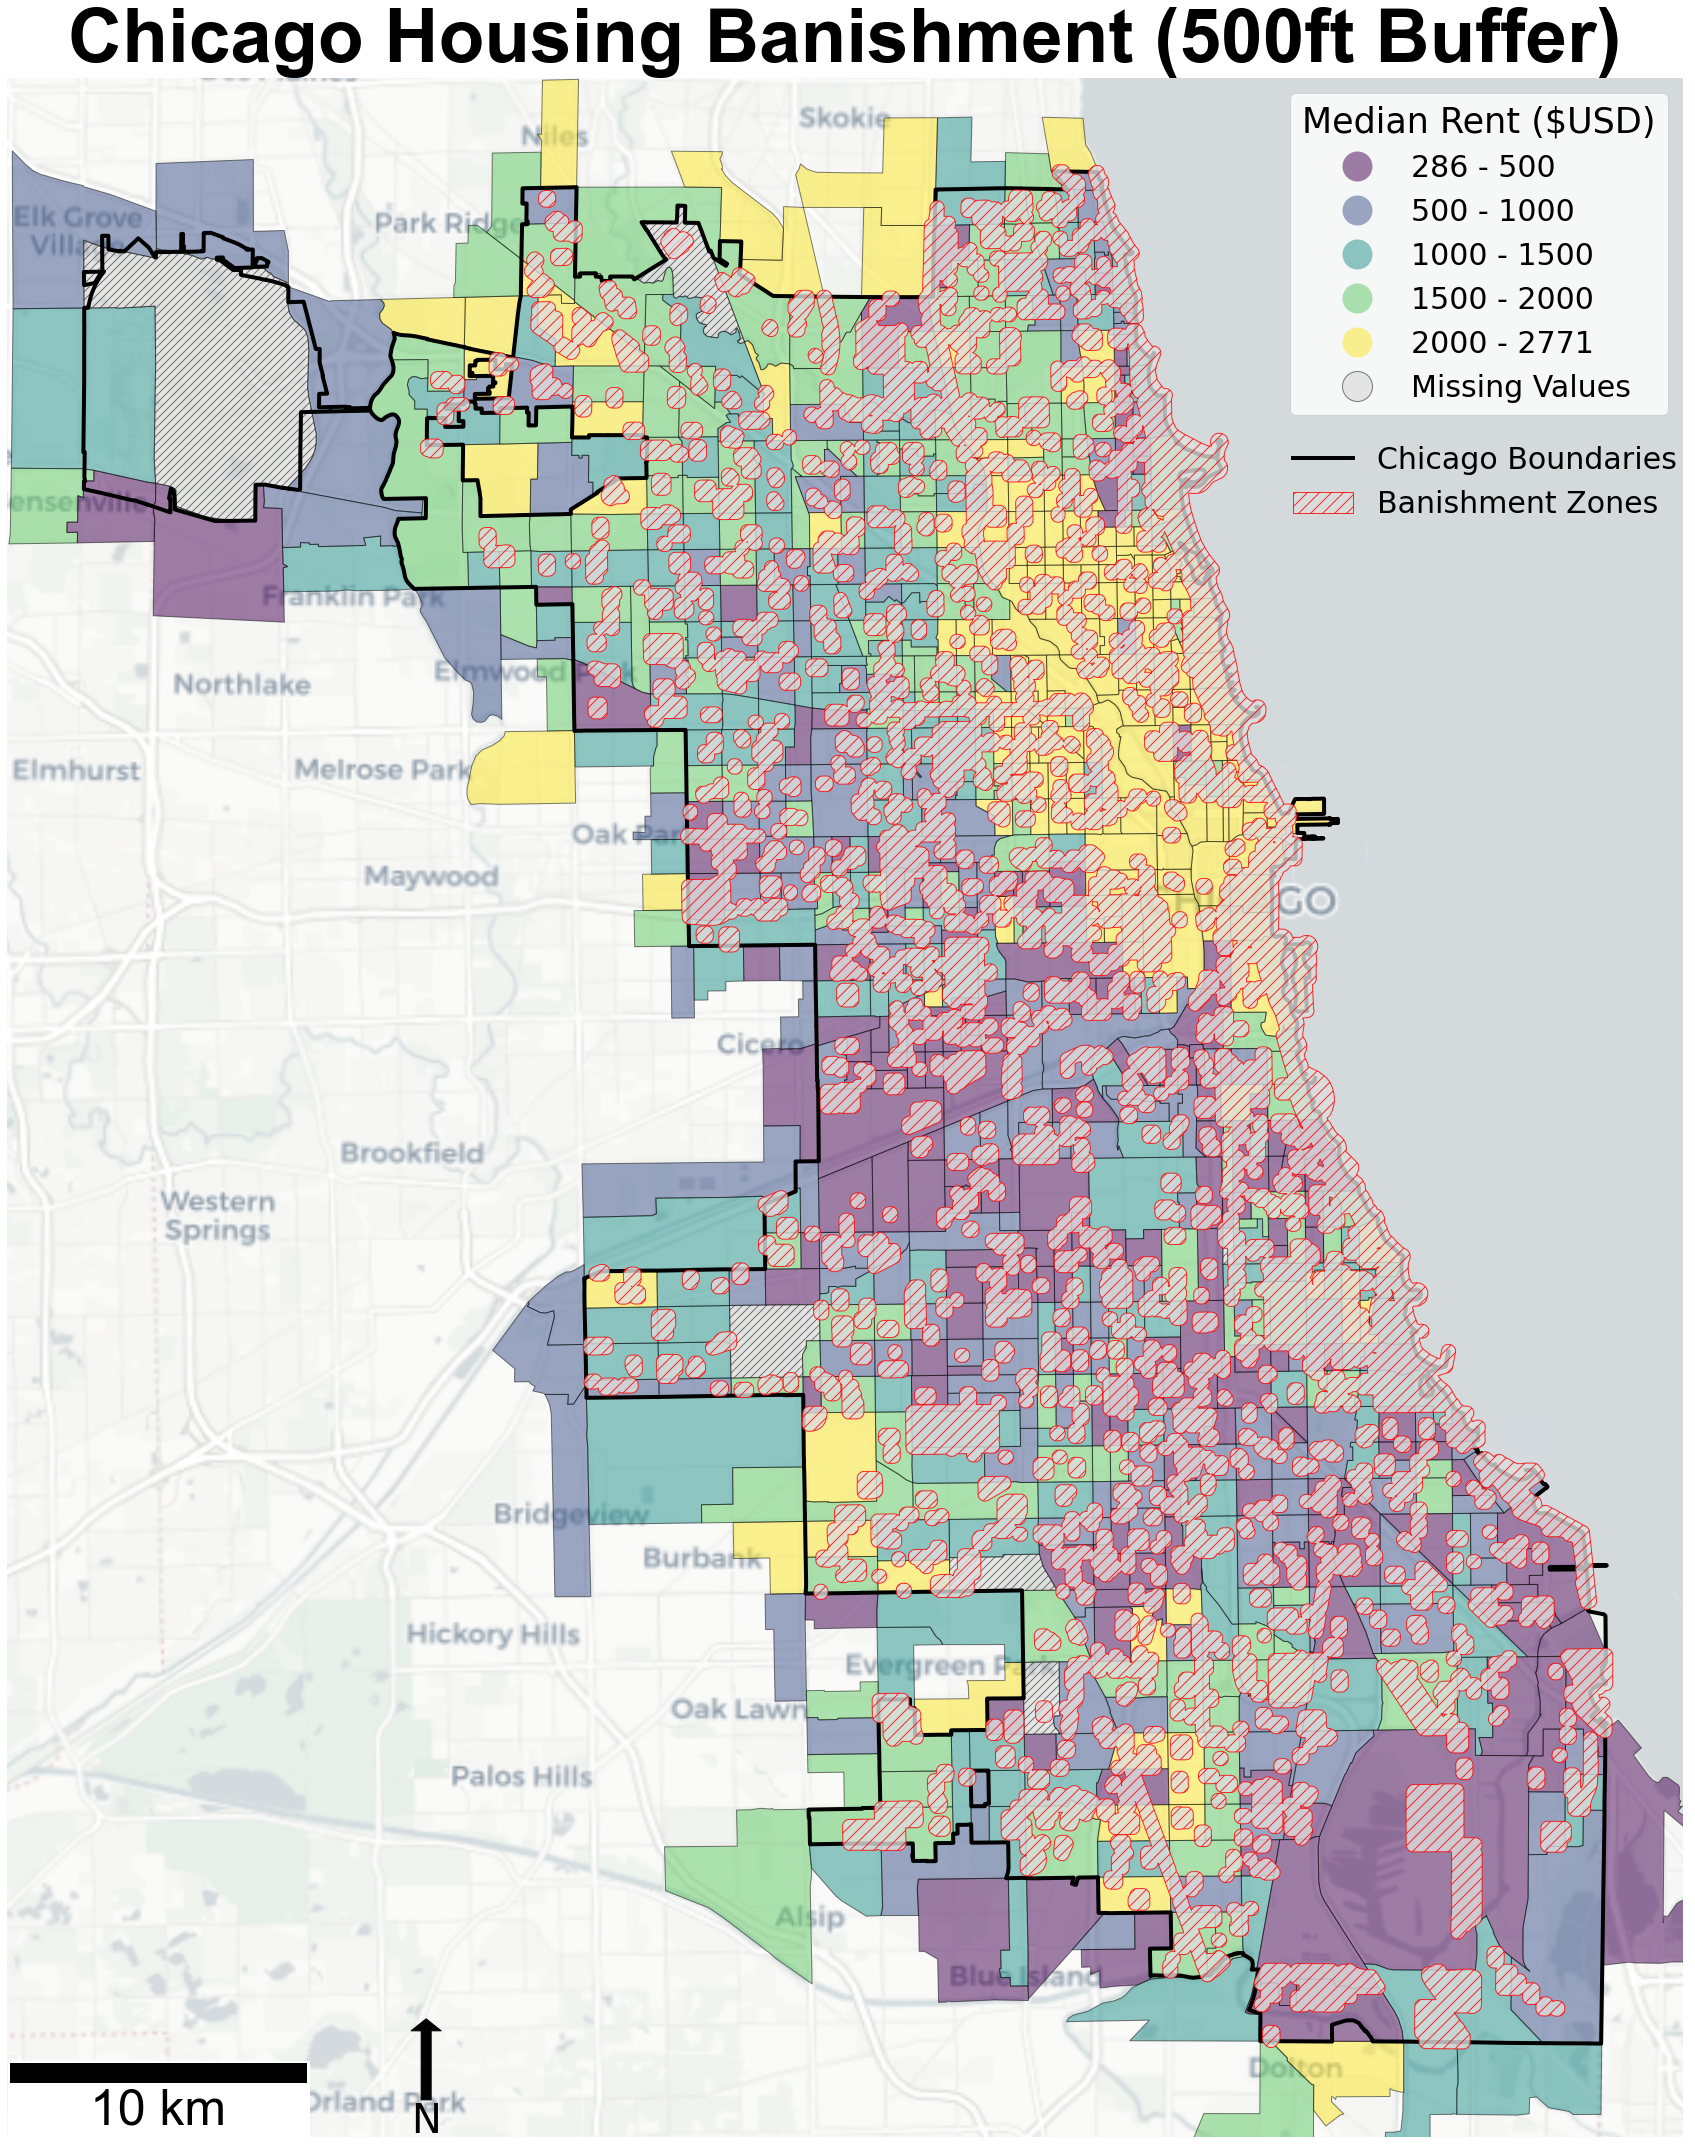 Chicago Housing Banishment (500ft Buffer)
Skokie
Niles
Median Rent ($USD)
286 - 500
500 - 1000
1000 - 1500
1500 - 2000
2000 - 2771
Missing Values
Chicago Boundaries
Banishment Zones
Elk Grove
Village
Park Ridge
ensenville
Franklin Park
Northlake
Elmwood Park
Elmhurst
Melrose Park
Oak Par
Maywood
GO
Cicero
Brookfield
Western
Springs
Bridgeview
Burbank
Hickory Hills
Evergreen Park
Oak Lawn
Palos Hills
Alsip
Blue Island
Dolton
10 km
Orland Park
N